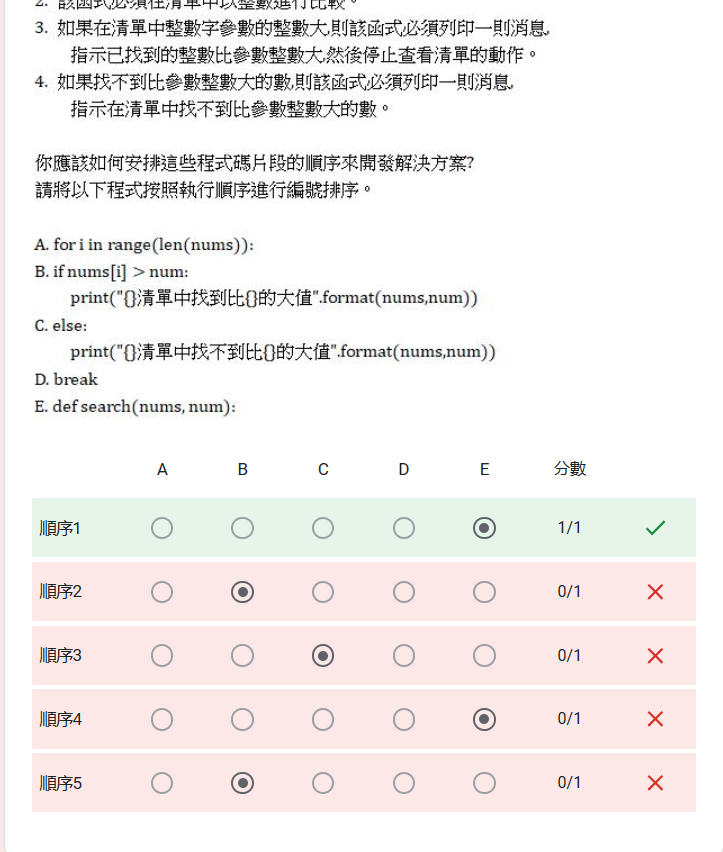 2. 該函式必須在清單中以整數進行比較。
3. 如果在清單中整數字參數的整數大,則該函式必須列印一則消息,
指示已找到的整數比參數整數大,然後停止查看清單的動作。
4. 如果找不到比參數整數大的數,則該函式必須列印一則消息,
指示在清單中找不到比參數整數大的數。
你應該如何安排這些程式碼片段的順序來開發解決方案?
請將以下程式按照執行順序進行編號排序。
A. for i in range(len(nums)):
B. if nums[i] > num:
print("{}清單中找到比{}的大值".format(nums,num))
C. else:
print("{}清單中找不到比{}的大值".format(nums,num))
D. break
E. def search(nums, num):
A B C D E 分數
順序1 1/1
順序2 0/1
順序3 0/1
順序4 0/1
順序5 0/1